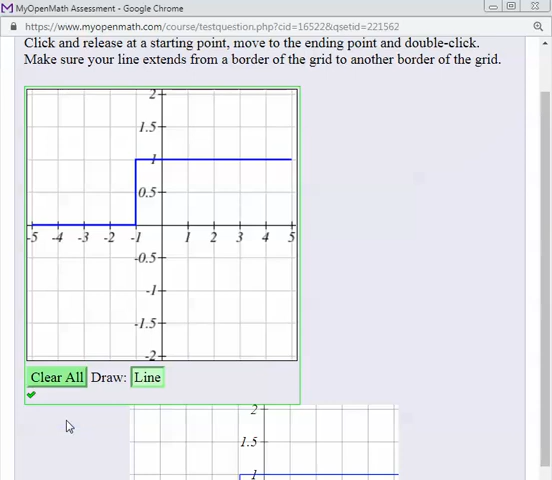 MyOpenMath Assessment - Google Chrome
https://www.myopenmath.com/course/testquestion.php?cid=16522&qsetid=221562
Click and release at a starting point, move to the ending point and double-click.
Make sure your line extends from a border of the grid to another border of the grid.
2
1.5
1
0.5
-5 -4 -3 -2 -1 1 2 3 4 5
-0.5
-1
-1.5
-2
Clear All Draw: Line
2
1.5
1